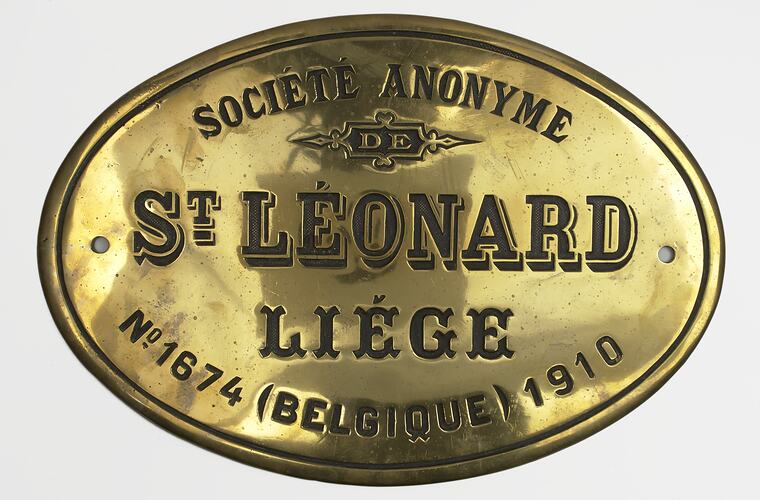 SOCIÉTÉ ANONYME
DE
ST LÉONARD
LIÉGE
No 1674 (BELGIQUE) 1910